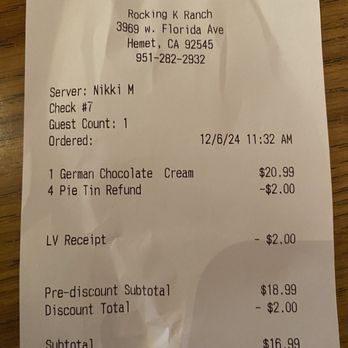 Rocking K Ranch
3969 w. Florida Ave
Hemet, CA 92545
951-282-2932
Server: Nikki M
Check #7
Guest Count: 1
Ordered: 12/6/24 11:32 AM
1 German Chocolate Cream $20.99
4 Pie Tin Refund -$2.00
LV Receipt - $2.00
Pre-discount Subtotal $18.99
Discount Total - $2.00
Subtotal $16.99